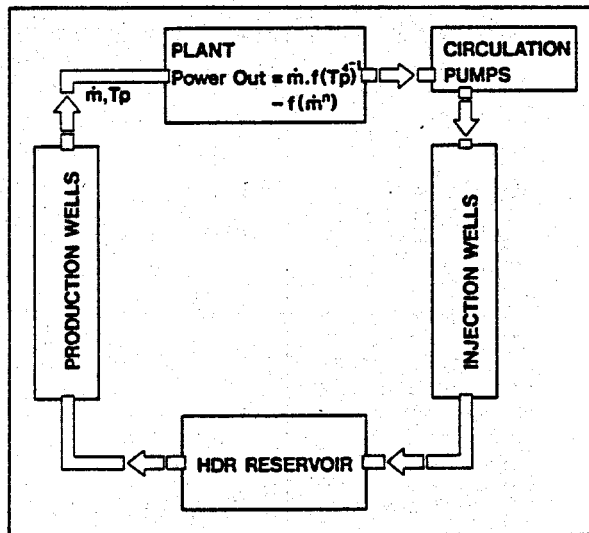 PLANT
Power Out = ṁ.f(Tp)
− f(ṁⁿ)
CIRCULATION
PUMPS
ṁ,Tp
PRODUCTION WELLS
INJECTION WELLS
HDR RESERVOIR